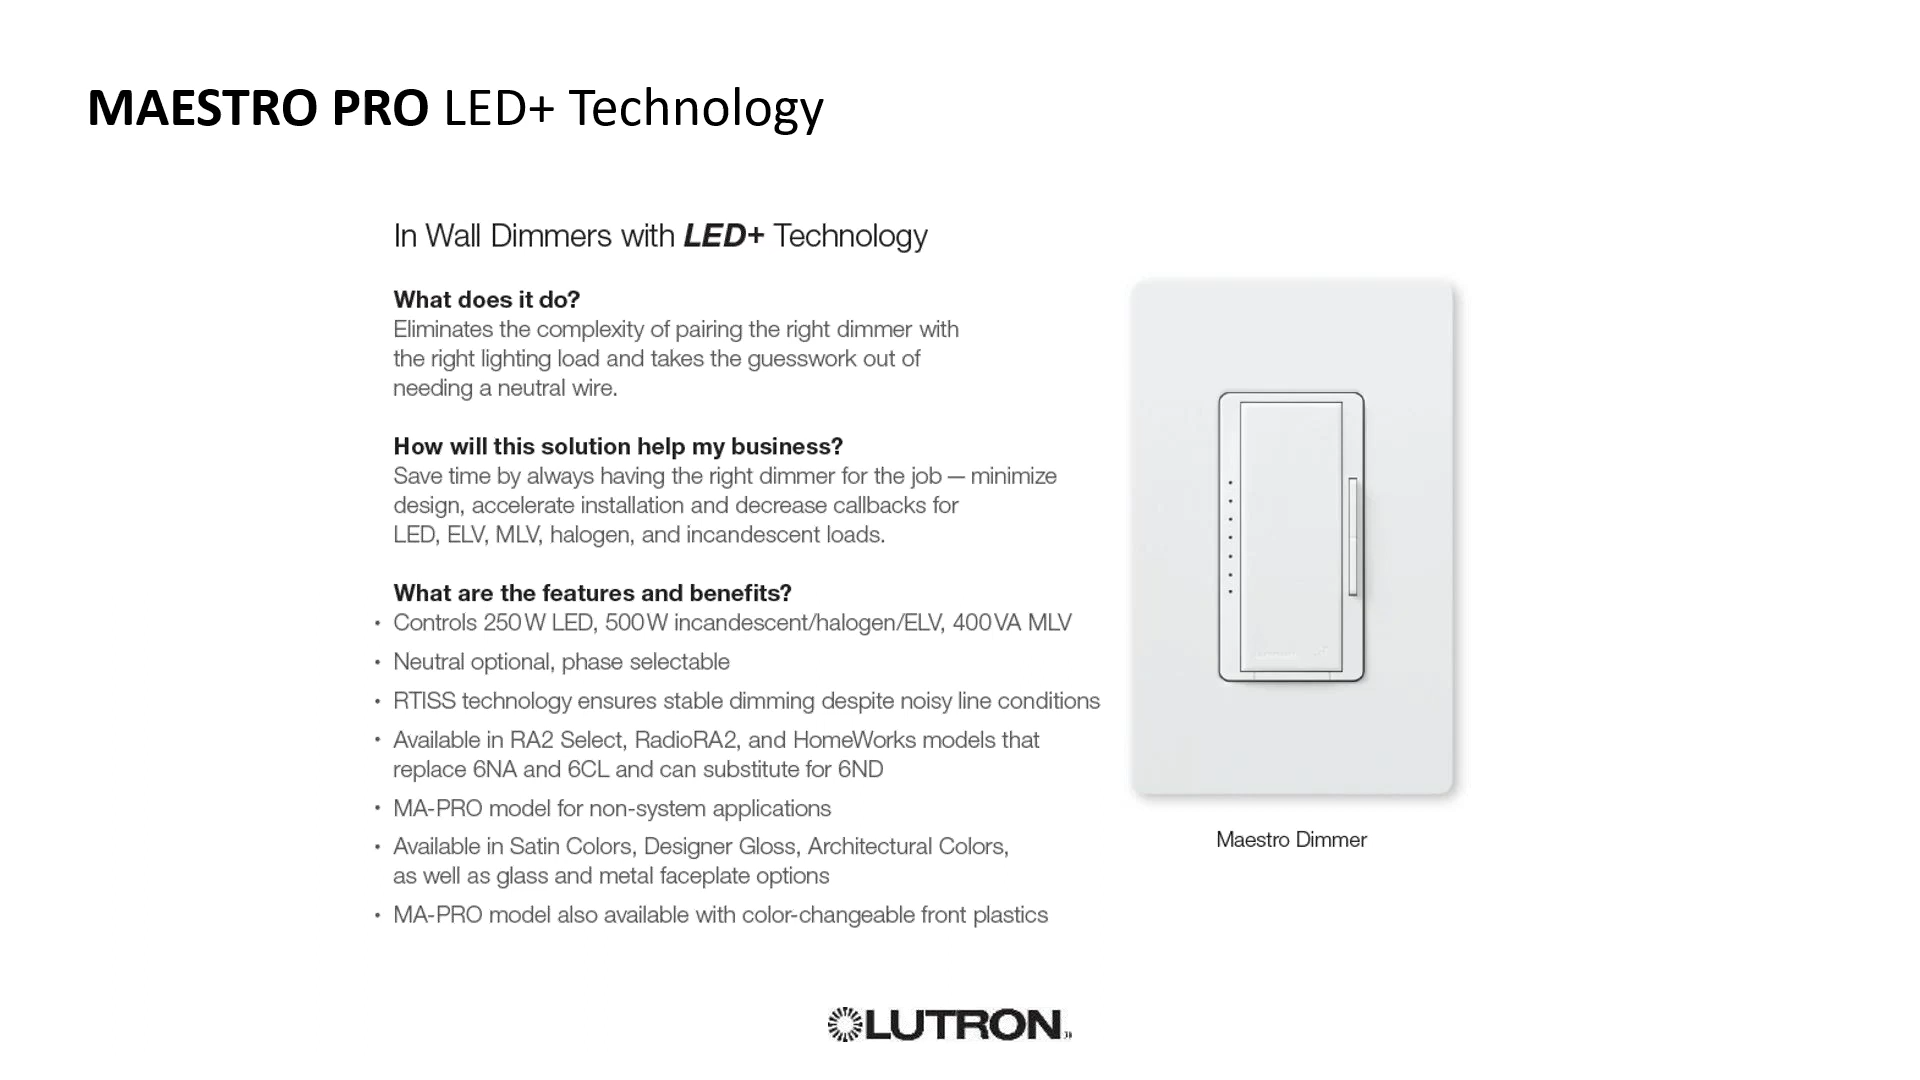 MAESTRO PRO LED+ Technology
In Wall Dimmers with LED+ Technology
What does it do?
Eliminates the complexity of pairing the right dimmer with
the right lighting load and takes the guesswork out of
needing a neutral wire.
How will this solution help my business?
Save time by always having the right dimmer for the job — minimize
design, accelerate installation and decrease callbacks for
LED, ELV, MLV, halogen, and incandescent loads.
What are the features and benefits?
• Controls 250W LED, 500W incandescent/halogen/ELV, 400VA MLV
• Neutral optional, phase selectable
• RTISS technology ensures stable dimming despite noisy line conditions
• Available in RA2 Select, RadioRA2, and HomeWorks models that
replace 6NA and 6CL and can substitute for 6ND
• MA-PRO model for non-system applications
• Available in Satin Colors, Designer Gloss, Architectural Colors,
as well as glass and metal faceplate options
• MA-PRO model also available with color-changeable front plastics
Maestro Dimmer
LUTRON